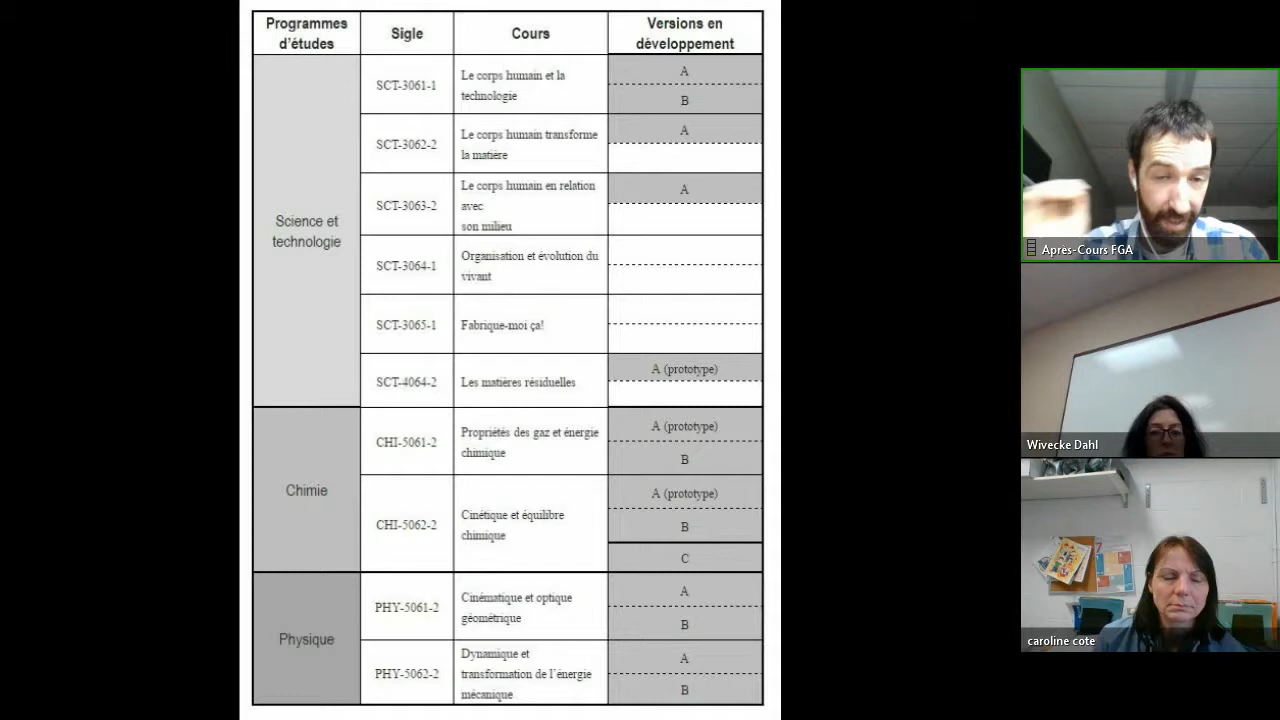 Programmes
d'études
Sigle
Cours
Versions en
développement
Science et
technologie
SCT-3061-1
Le corps humain et la
technologie
A
B
SCT-3062-2
Le corps humain transforme
la matière
A
SCT-3063-2
Le corps humain en relation
avec
son milieu
A
SCT-3064-1
Organisation et évolution du
vivant
SCT-3065-1
Fabrique-moi ça!
SCT-4064-2
Les matières résiduelles
A (prototype)
Chimie
CHI-5061-2
Propriétés des gaz et énergie
chimique
A (prototype)
B
CHI-5062-2
Cinétique et équilibre
chimique
A (prototype)
B
C
Physique
PHY-5061-2
Cinématique et optique
géométrique
A
B
PHY-5062-2
Dynamique et
transformation de l'énergie
mécanique
A
B
Après-Cours FGA
Wivecke Dahl
caroline cote